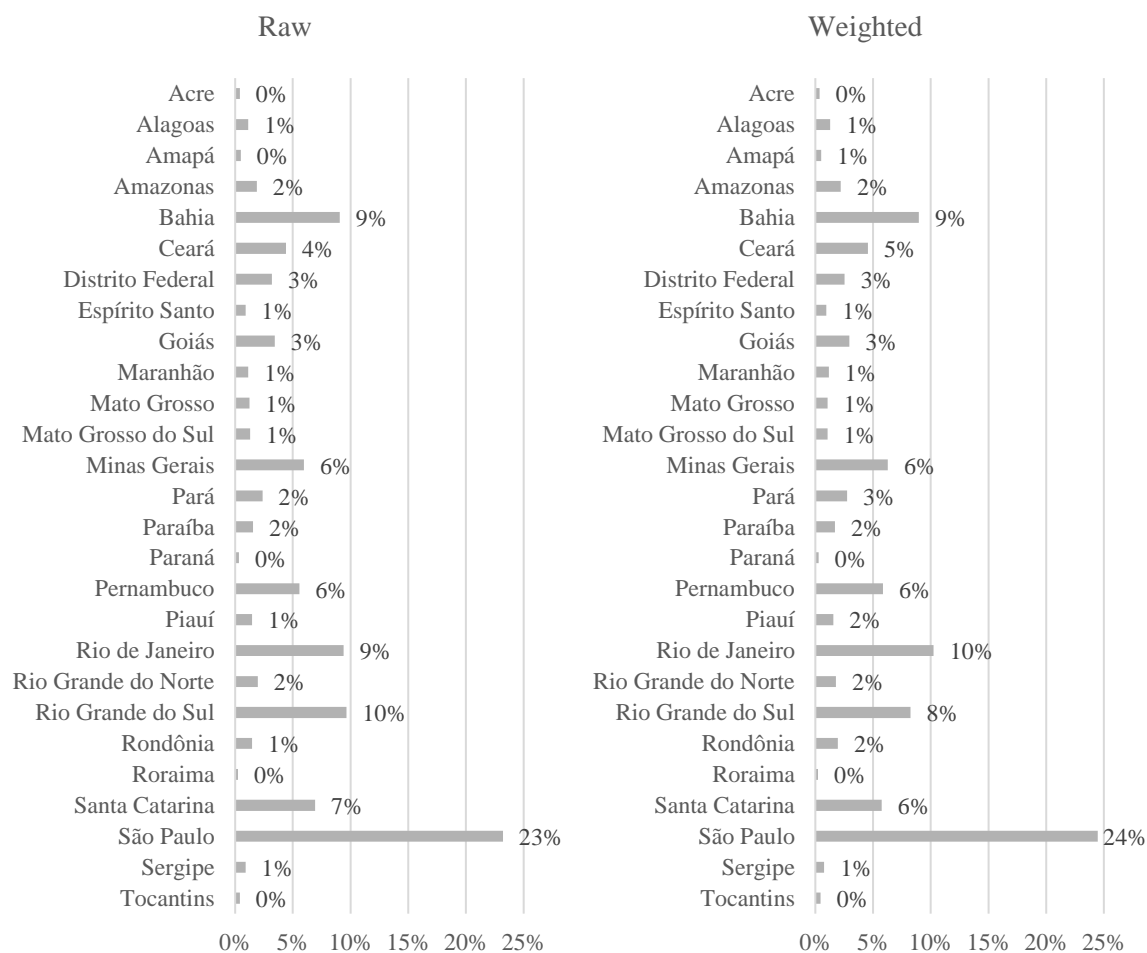 Raw
Acre 0%
Alagoas 1%
Amapá 0%
Amazonas 2%
Bahia 9%
Ceará 4%
Distrito Federal 3%
Espírito Santo 1%
Goiás 3%
Maranhão 1%
Mato Grosso 1%
Mato Grosso do Sul 1%
Minas Gerais 6%
Pará 2%
Paraíba 2%
Paraná 0%
Pernambuco 6%
Piauí 1%
Rio de Janeiro 9%
Rio Grande do Norte 2%
Rio Grande do Sul 10%
Rondônia 1%
Roraima 0%
Santa Catarina 7%
São Paulo 23%
Sergipe 1%
Tocantins 0%
0% 5% 10% 15% 20% 25%
Weighted
Acre 0%
Alagoas 1%
Amapá 1%
Amazonas 2%
Bahia 9%
Ceará 5%
Distrito Federal 3%
Espírito Santo 1%
Goiás 3%
Maranhão 1%
Mato Grosso 1%
Mato Grosso do Sul 1%
Minas Gerais 6%
Pará 3%
Paraíba 2%
Paraná 0%
Pernambuco 6%
Piauí 2%
Rio de Janeiro 10%
Rio Grande do Norte 2%
Rio Grande do Sul 8%
Rondônia 2%
Roraima 0%
Santa Catarina 6%
São Paulo 24%
Sergipe 1%
Tocantins 0%
0% 5% 10% 15% 20% 25%